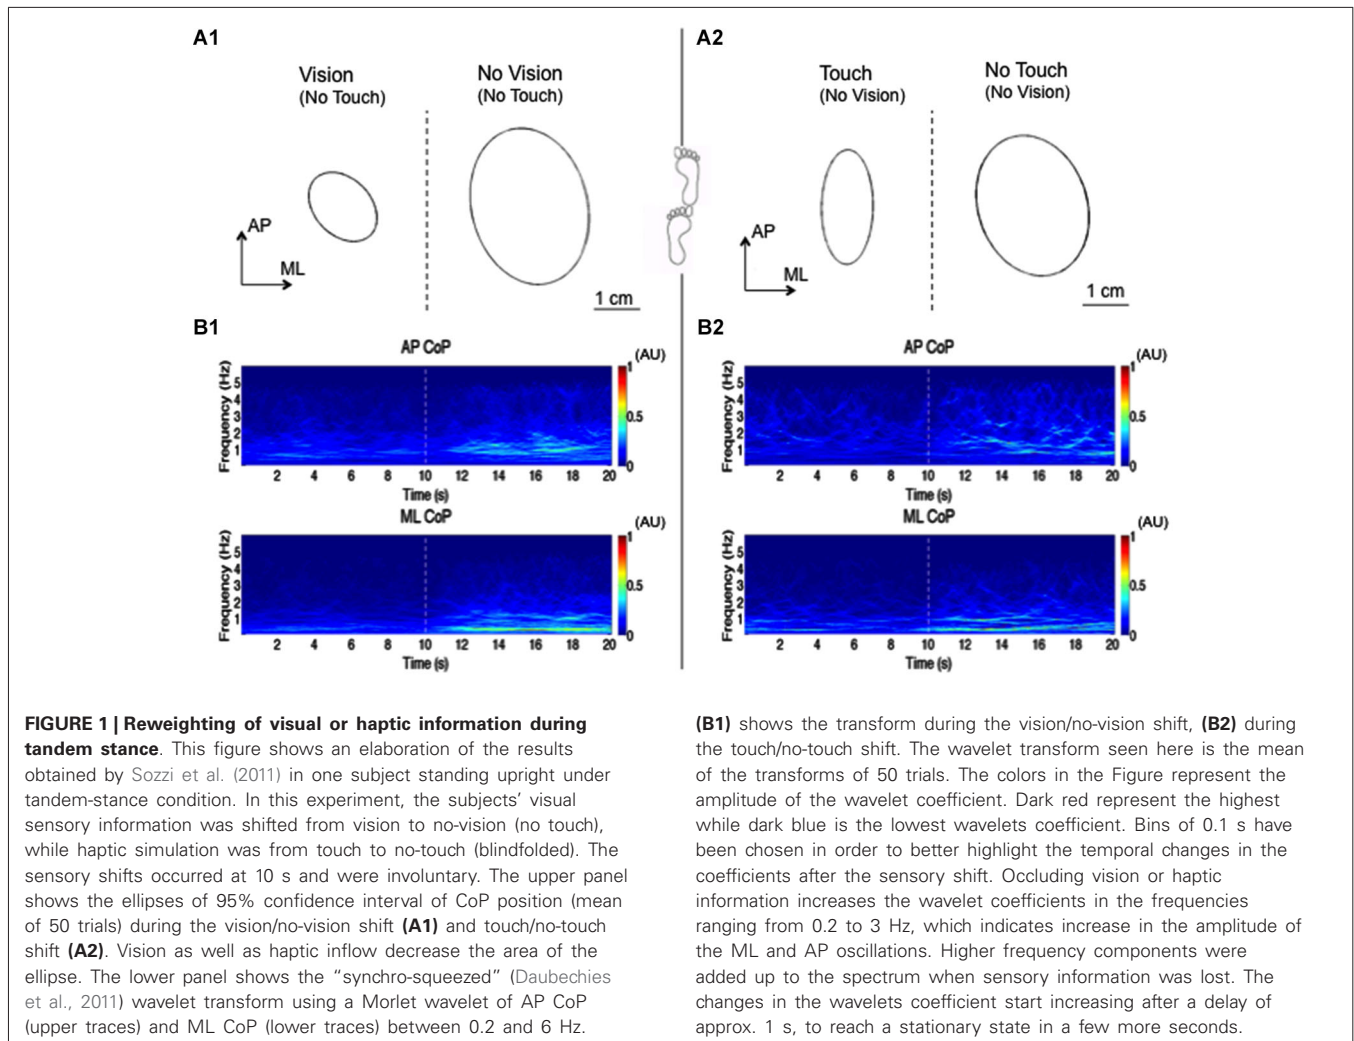 A1
Vision
(No Touch)
No Vision
(No Touch)
AP
ML
1 cm
A2
Touch
(No Vision)
No Touch
(No Vision)
AP
ML
1 cm
B1
AP CoP
(AU)
Frequency (Hz)
5
4
3
2
1
1
0.5
0
2 4 6 8 10 12 14 16 18 20
Time (s)
ML CoP
(AU)
Frequency (Hz)
5
4
3
2
1
1
0.5
0
2 4 6 8 10 12 14 16 18 20
Time (s)
B2
AP CoP
(AU)
Frequency (Hz)
5
4
3
2
1
1
0.5
0
2 4 6 8 10 12 14 16 18 20
Time (s)
ML CoP
(AU)
Frequency (Hz)
5
4
3
2
1
1
0.5
0
2 4 6 8 10 12 14 16 18 20
Time (s)
FIGURE 1 | Reweighting of visual or haptic information during
tandem stance. This figure shows an elaboration of the results
obtained by Sozzi et al. (2011) in one subject standing upright under
tandem-stance condition. In this experiment, the subjects' visual
sensory information was shifted from vision to no-vision (no touch),
while haptic simulation was from touch to no-touch (blindfolded). The
sensory shifts occurred at 10 s and were involuntary. The upper panel
shows the ellipses of 95% confidence interval of CoP position (mean
of 50 trials) during the vision/no-vision shift (A1) and touch/no-touch
shift (A2). Vision as well as haptic inflow decrease the area of the
ellipse. The lower panel shows the "synchro-squeezed" (Daubechies
et al., 2011) wavelet transform using a Morlet wavelet of AP CoP
(upper traces) and ML CoP (lower traces) between 0.2 and 6 Hz.
(B1) shows the transform during the vision/no-vision shift, (B2) during
the touch/no-touch shift. The wavelet transform seen here is the mean
of the transforms of 50 trials. The colors in the Figure represent the
amplitude of the wavelet coefficient. Dark red represent the highest
while dark blue is the lowest wavelets coefficient. Bins of 0.1 s have
been chosen in order to better highlight the temporal changes in the
coefficients after the sensory shift. Occluding vision or haptic
information increases the wavelet coefficients in the frequencies
ranging from 0.2 to 3 Hz, which indicates increase in the amplitude of
the ML and AP oscillations. Higher frequency components were
added up to the spectrum when sensory information was lost. The
changes in the wavelets coefficient start increasing after a delay of
approx. 1 s, to reach a stationary state in a few more seconds.